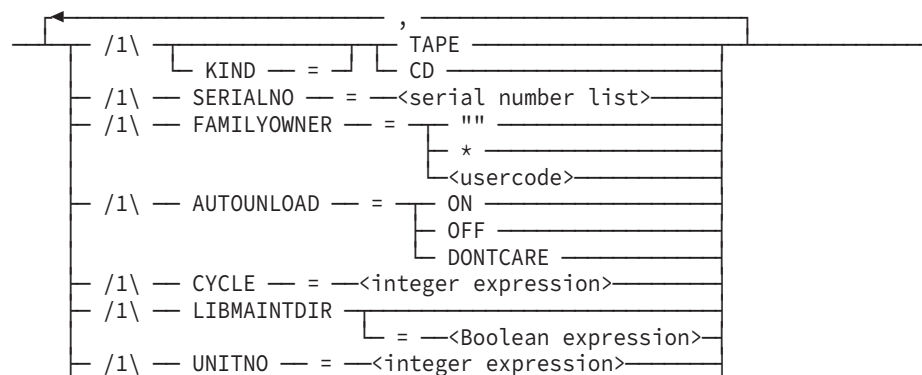 ,
/1\ TAPE
KIND = CD
/1\ SERIALNO = <serial number list>
/1\ FAMILYOWNER = ""
*
<usercode>
/1\ AUTOUNLOAD = ON
OFF
DONTCARE
/1\ CYCLE = <integer expression>
/1\ LIBMAINTDIR
= <Boolean expression>
/1\ UNITNO = <integer expression>